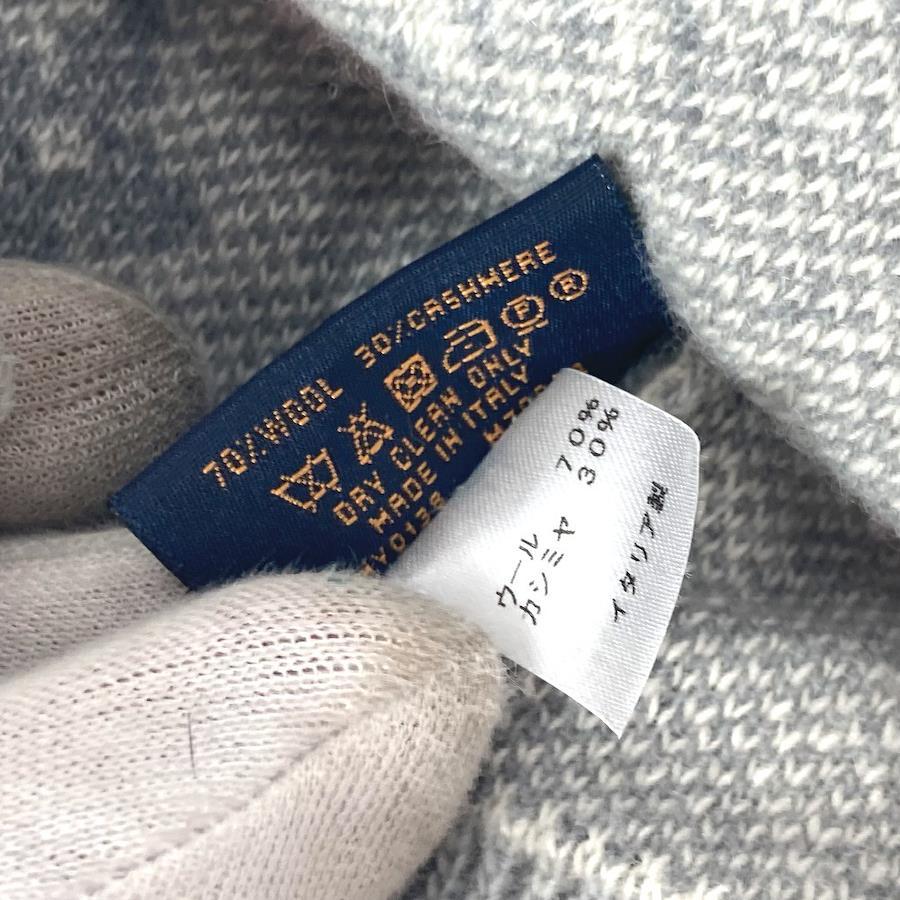 70%WOOL 30%CASHMERE
DRY CLEAN ONLY
MADE IN ITALY
ウール 70%
カシミヤ 30%
イタリア製